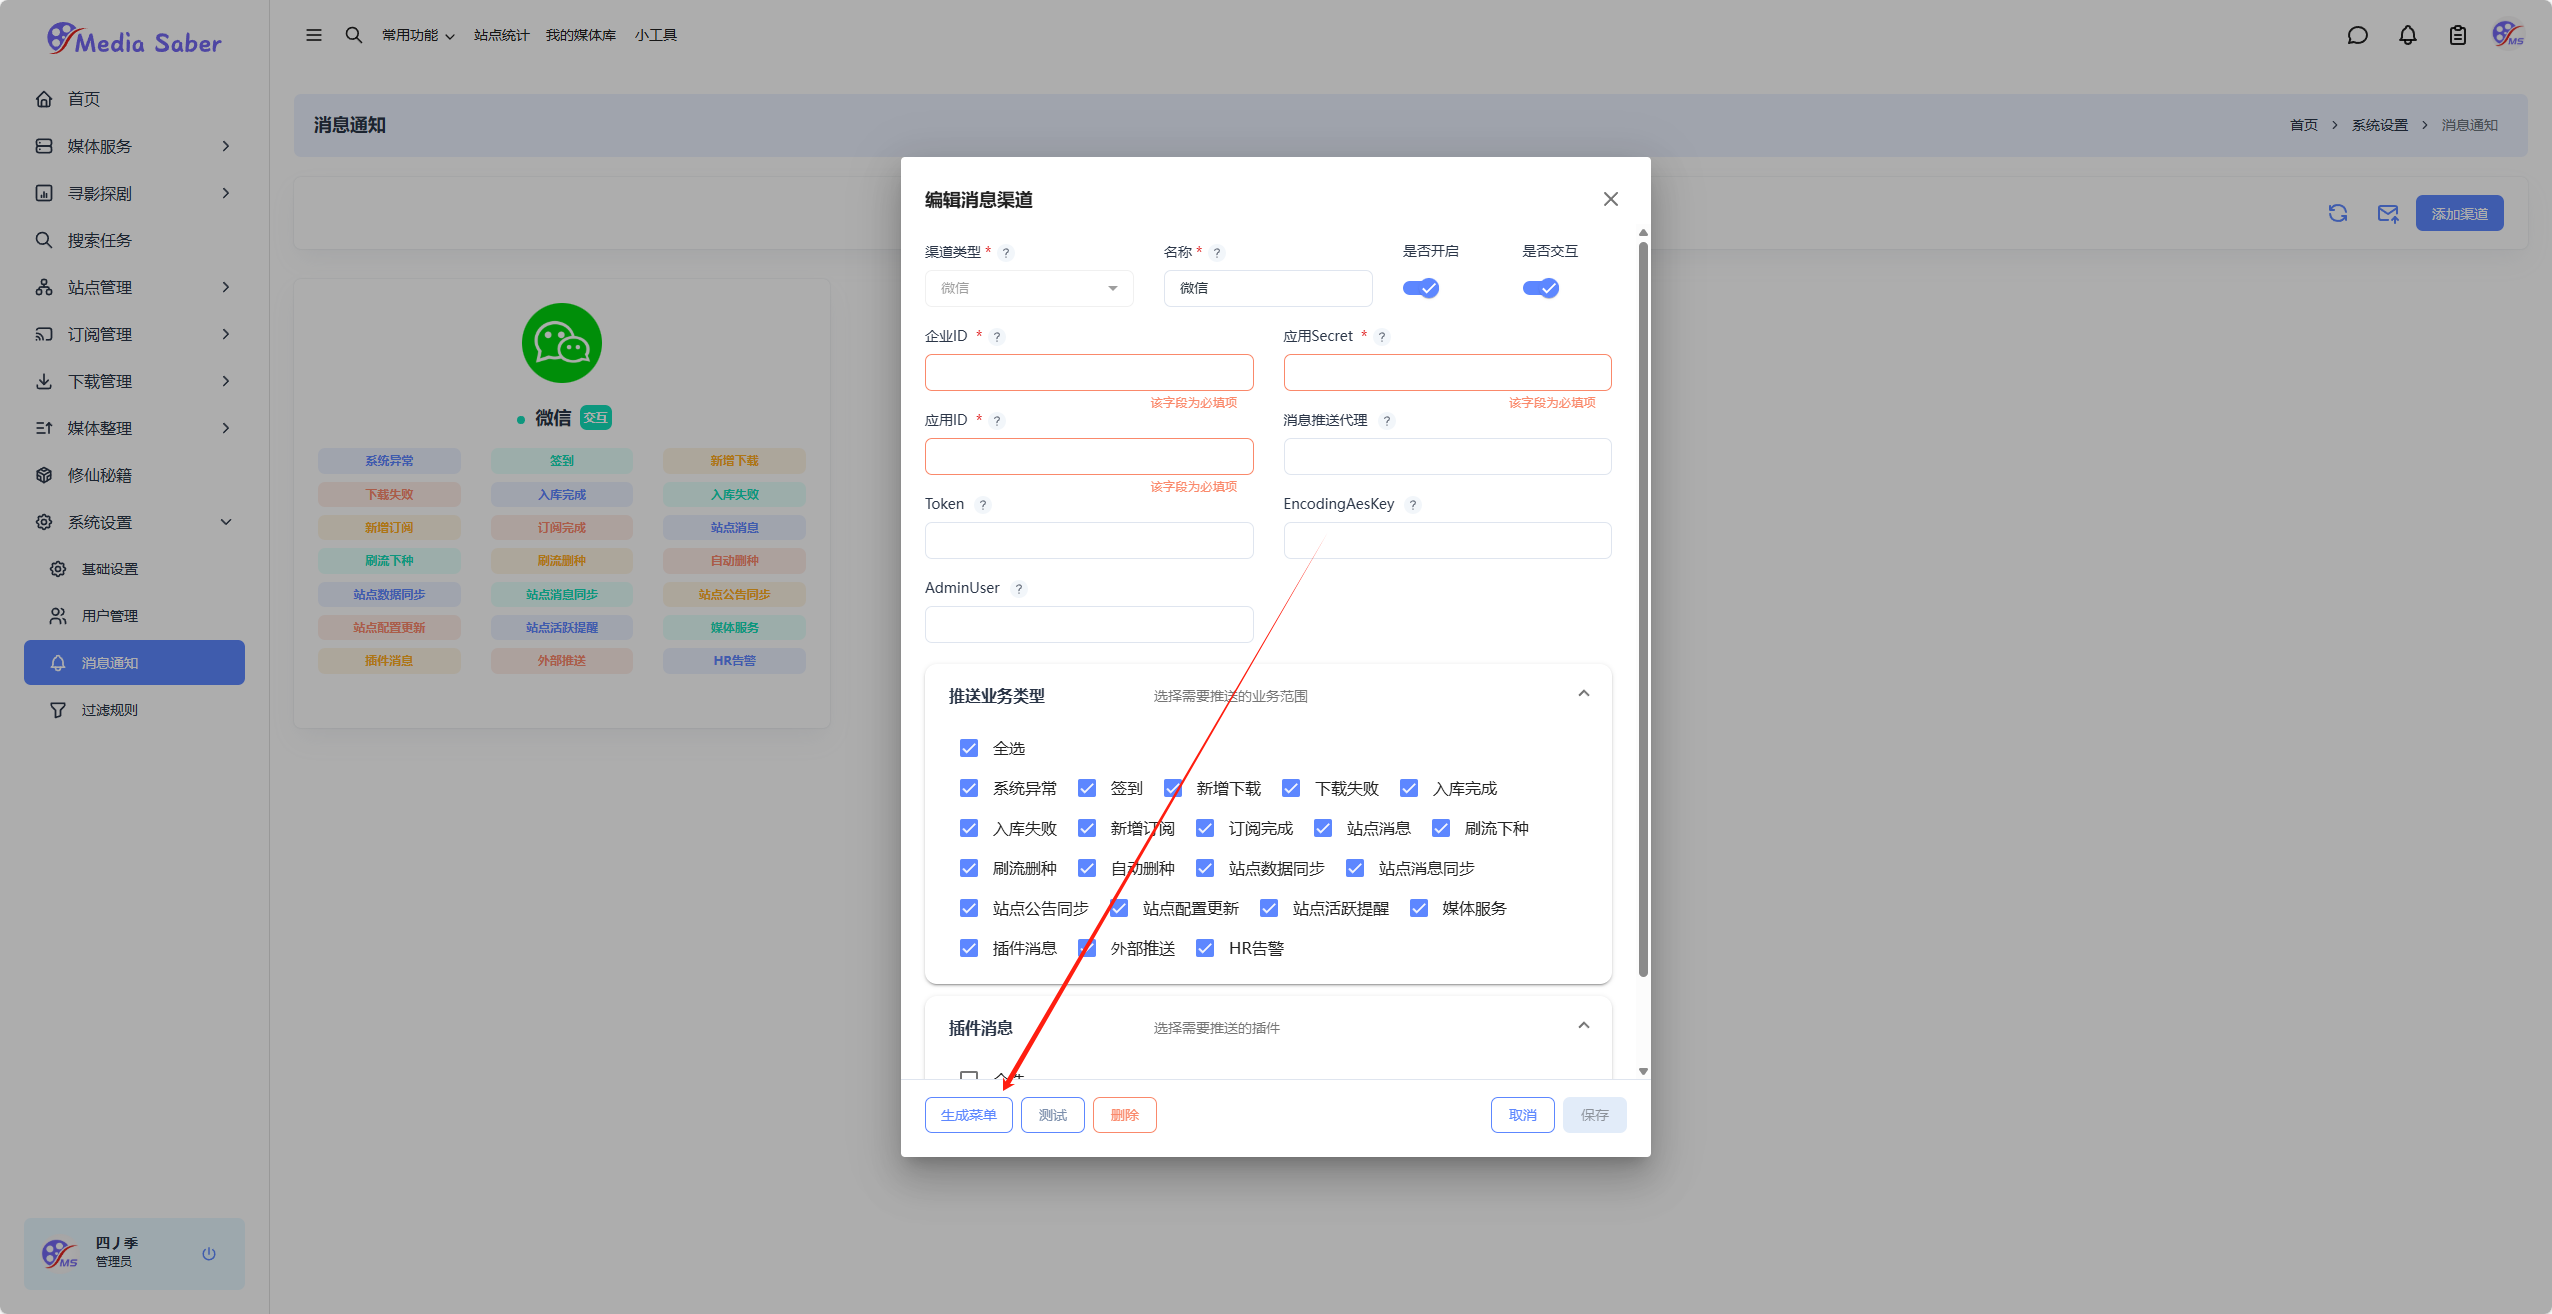 Media Saber
常用功能
站点统计
我的媒体库
小工具
MS
首页
媒体服务
寻影探剧
搜索任务
站点管理
订阅管理
下载管理
媒体整理
修仙秘籍
系统设置
基础设置
用户管理
消息通知
过滤规则
四丿季
管理员
MS
消息通知
首页 > 系统设置 > 消息通知
添加渠道
微信 交互
系统异常 签到 新增下载
下载失败 入库完成 入库失败
新增订阅 订阅完成 站点消息
刷流下种 刷流删种 自动删种
站点数据同步 站点消息同步 站点公告同步
站点配置更新 站点活跃提醒 媒体服务
插件消息 外部推送 HR告警
编辑消息渠道
渠道类型 * ? 名称 * ? 是否开启 是否交互
微信 微信
企业ID * ? 应用Secret * ?
该字段为必填项 该字段为必填项
应用ID * ? 消息推送代理 ?
该字段为必填项
Token ? EncodingAesKey ?
AdminUser ?
推送业务类型 选择需要推送的业务范围
全选
系统异常 签到 新增下载 下载失败 入库完成
入库失败 新增订阅 订阅完成 站点消息 刷流下种
刷流删种 自动删种 站点数据同步 站点消息同步
站点公告同步 站点配置更新 站点活跃提醒 媒体服务
插件消息 外部推送 HR告警
插件消息 选择需要推送的插件
生成菜单 测试 删除 取消 保存